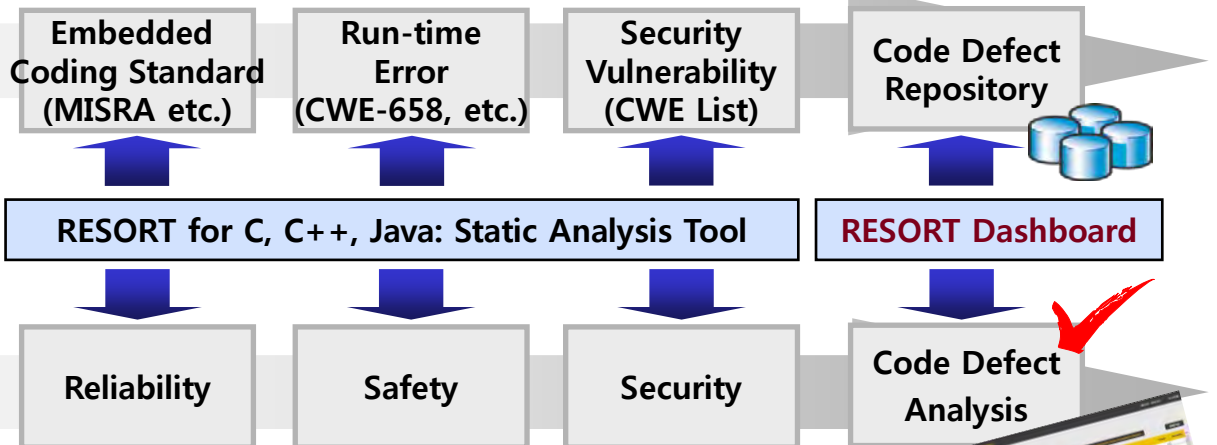 Embedded
Coding Standard
(MISRA etc.)
Run-time
Error
(CWE-658, etc.)
Security
Vulnerability
(CWE List)
Code Defect
Repository
RESORT for C, C++, Java: Static Analysis Tool
RESORT Dashboard
Reliability
Safety
Security
Code Defect
Analysis